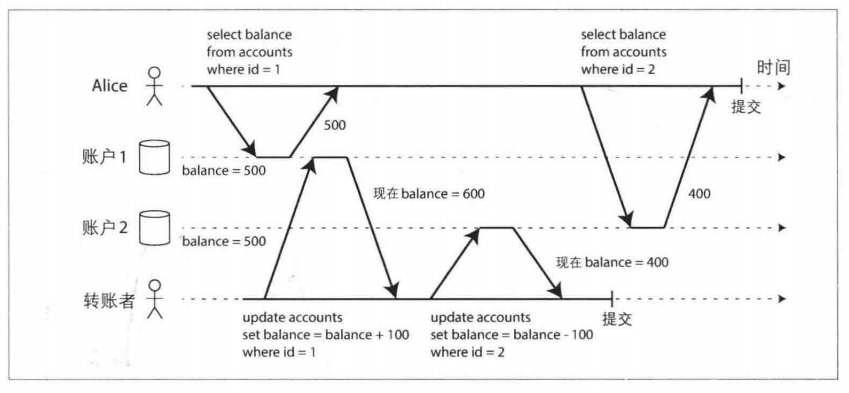 select balance
from accounts
where id = 1
select balance
from accounts
where id = 2
时间
Alice
提交
500
账户1
balance = 500
现在 balance = 600
400
账户2
balance = 500
现在 balance = 400
转账者
update accounts
set balance = balance + 100
where id = 1
update accounts
set balance = balance - 100
where id = 2
提交